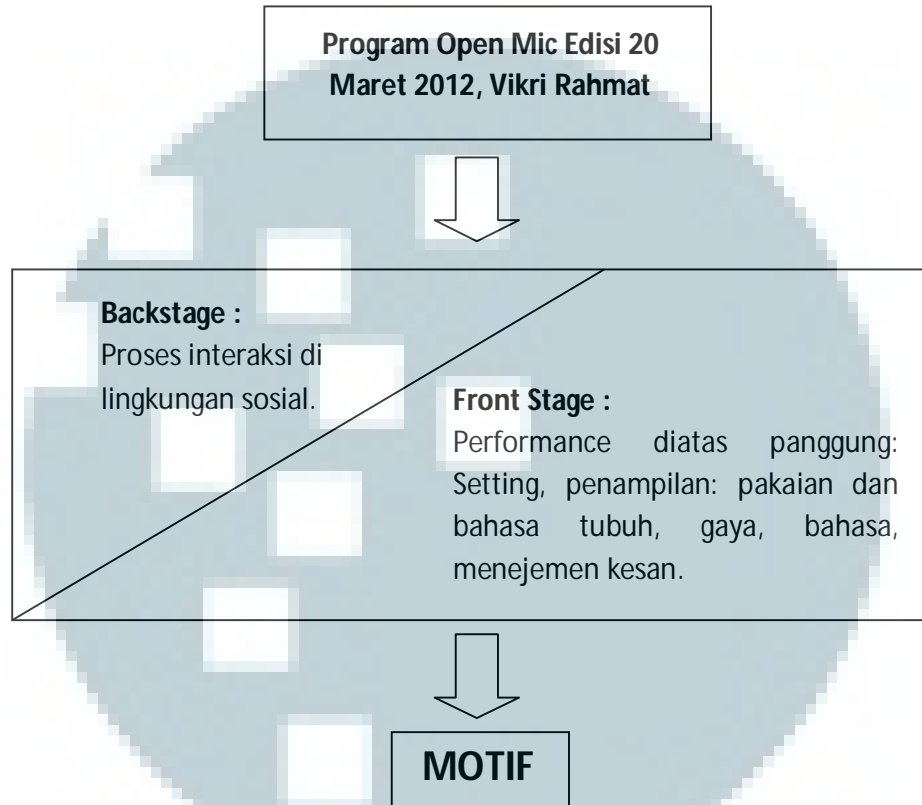 Program Open Mic Edisi 20
Maret 2012, Vikri Rahmat
Backstage :
Proses interaksi di
lingkungan sosial.
Front Stage :
Performance diatas panggung:
Setting, penampilan: pakaian dan
bahasa tubuh, gaya, bahasa,
menejemen kesan.
MOTIF